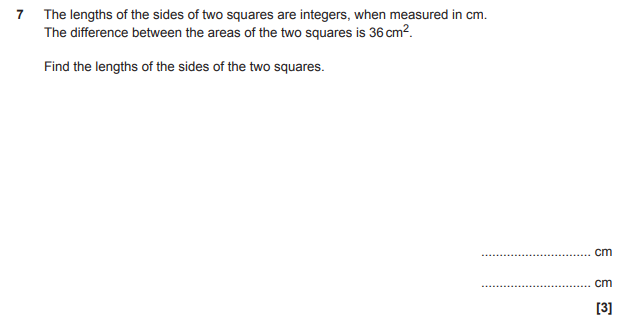 7 The lengths of the sides of two squares are integers, when measured in cm.
The difference between the areas of the two squares is 36 cm².
Find the lengths of the sides of the two squares.
.............................. cm
.............................. cm
[3]